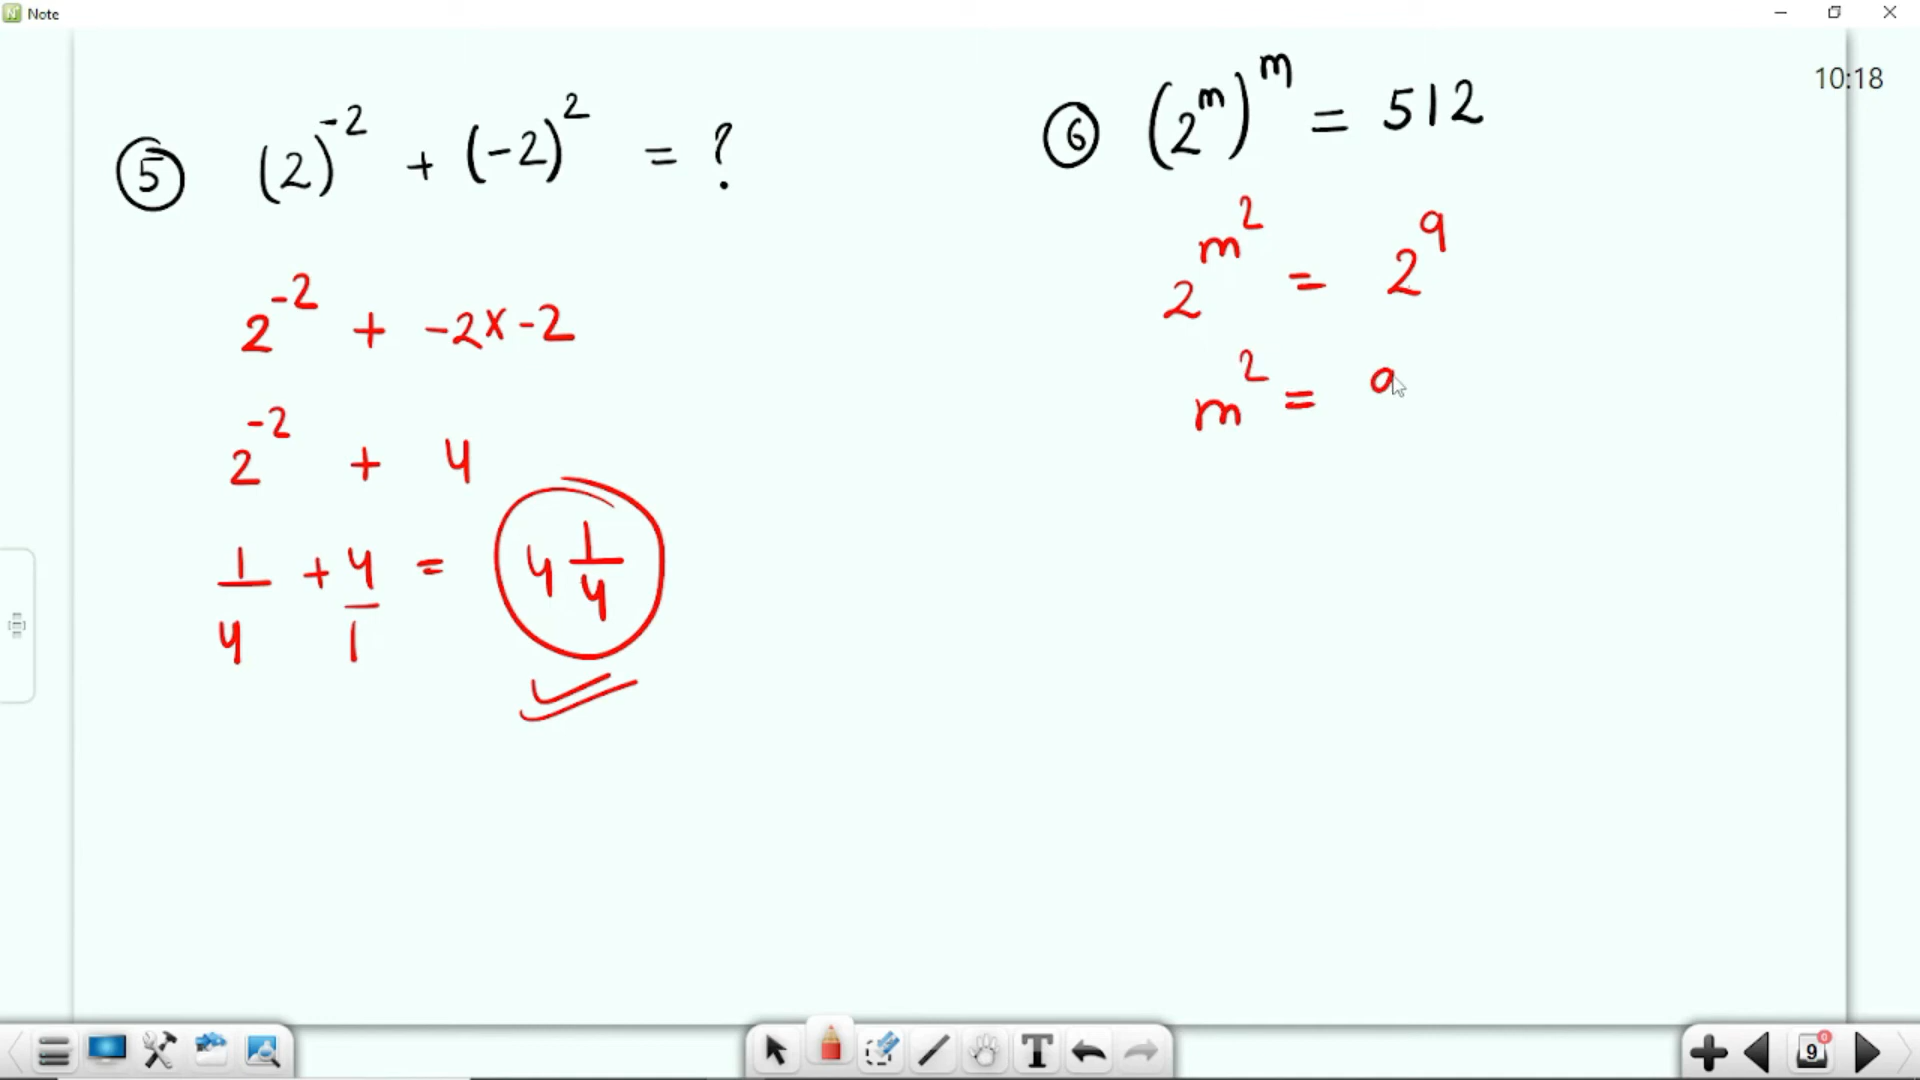 Note
10:18
⑤ (2)^-2 + (-2)^2 = ?
2^-2 + -2x-2
2^-2 + 4
1/4 + 4/1 = 4 1/4
⑥ (2^m)^m = 512
2^m^2 = 2^9
m^2 =
T
9
0